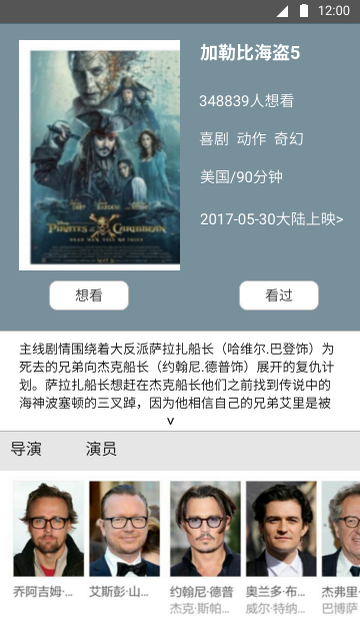 12:00
加勒比海盗5
348839人想看
喜剧 动作 奇幻
美国/90分钟
2017-05-30大陆上映>
PIRATES of the CARIBBEAN
DEAD MEN TELL NO TALES
想看
看过
主线剧情围绕着大反派萨拉扎船长（哈维尔.巴登饰）为
死去的兄弟向杰克船长（约翰尼.德普饰）展开的复仇计
划。萨拉扎船长想赶在杰克船长他们之前找到传说中的
海神波塞顿的三叉踔，因为他相信自己的兄弟艾里是被
导演 演员
乔阿吉姆·...
艾斯彭·山...
约翰尼·德普
奥兰多·布...
杰弗里·
杰克·斯帕...
威尔·特纳...
巴博萨